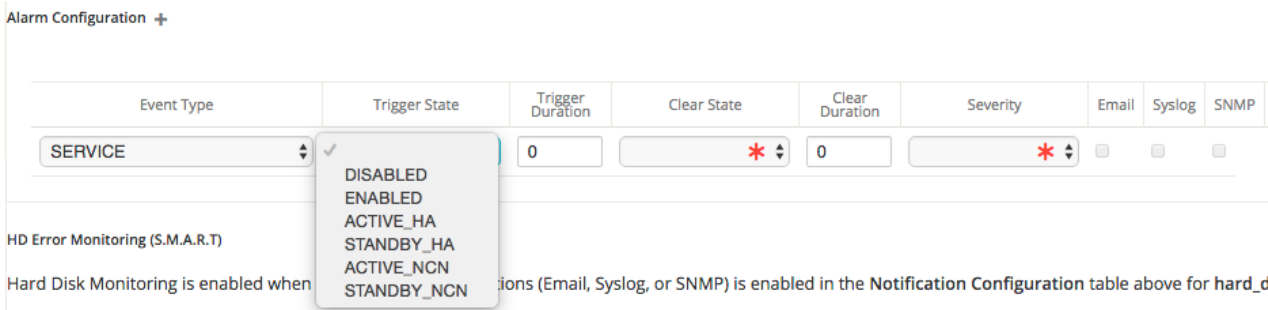 Alarm Configuration +
Event Type Trigger State Trigger Duration Clear State Clear Duration Severity Email Syslog SNMP
SERVICE 0 0
DISABLED
ENABLED
ACTIVE_HA
STANDBY_HA
ACTIVE_NCN
STANDBY_NCN
HD Error Monitoring (S.M.A.R.T)
Hard Disk Monitoring is enabled when ions (Email, Syslog, or SNMP) is enabled in the Notification Configuration table above for hard_d